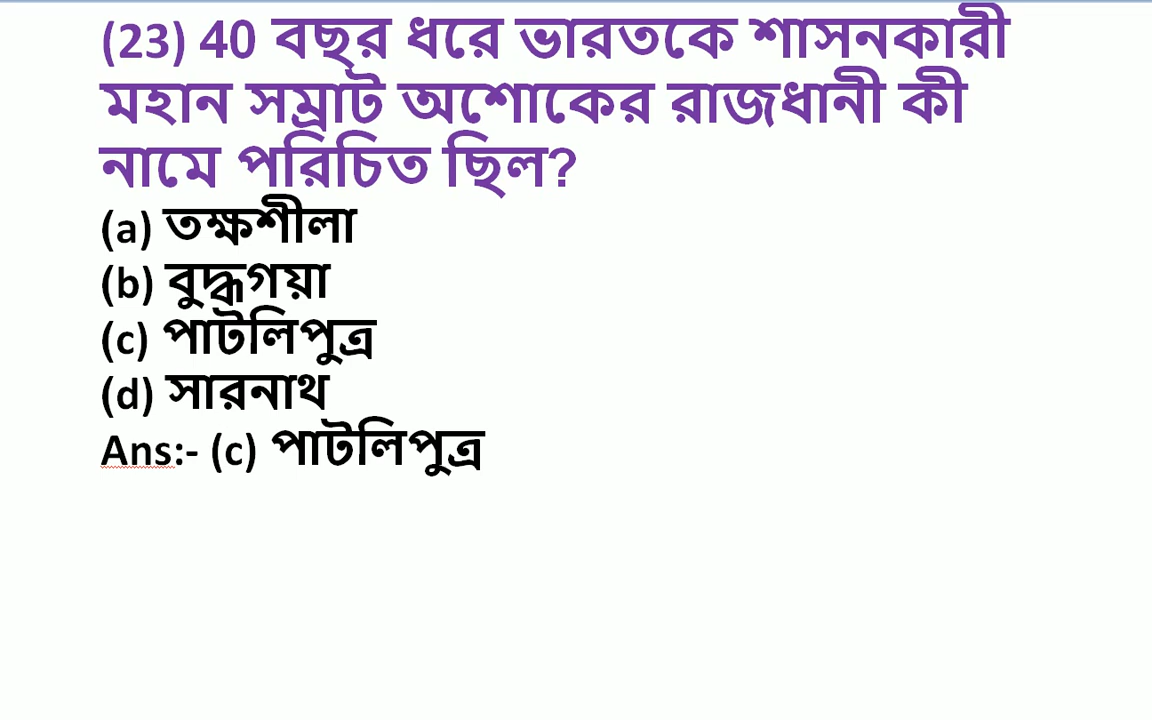 (23) 40 বছর ধরে ভারতকে শাসনকারী
মহান সম্রাট অশোকের রাজধানী কী
নামে পরিচিত ছিল?
(a) তক্ষশীলা
(b) বুদ্ধগয়া
(c) পাটলিপুত্র
(d) সারনাথ
Ans:- (c) পাটলিপুত্র